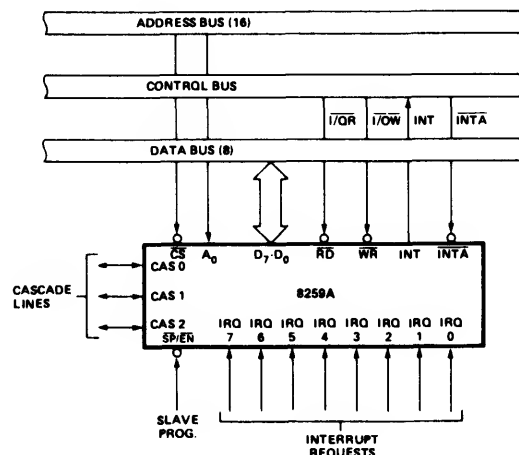 ADDRESS BUS (16)
CONTROL BUS
I/OR I/OW INT INTA
DATA BUS (8)
CS A0 D7-D0 RD WR INT INTA
CAS 0
CASCADE
LINES
CAS 1
8259A
CAS 2
SP/EN
IRQ IRQ IRQ IRQ IRQ IRQ IRQ IRQ
7 6 5 4 3 2 1 0
SLAVE
PROG.
INTERRUPT
REQUESTS